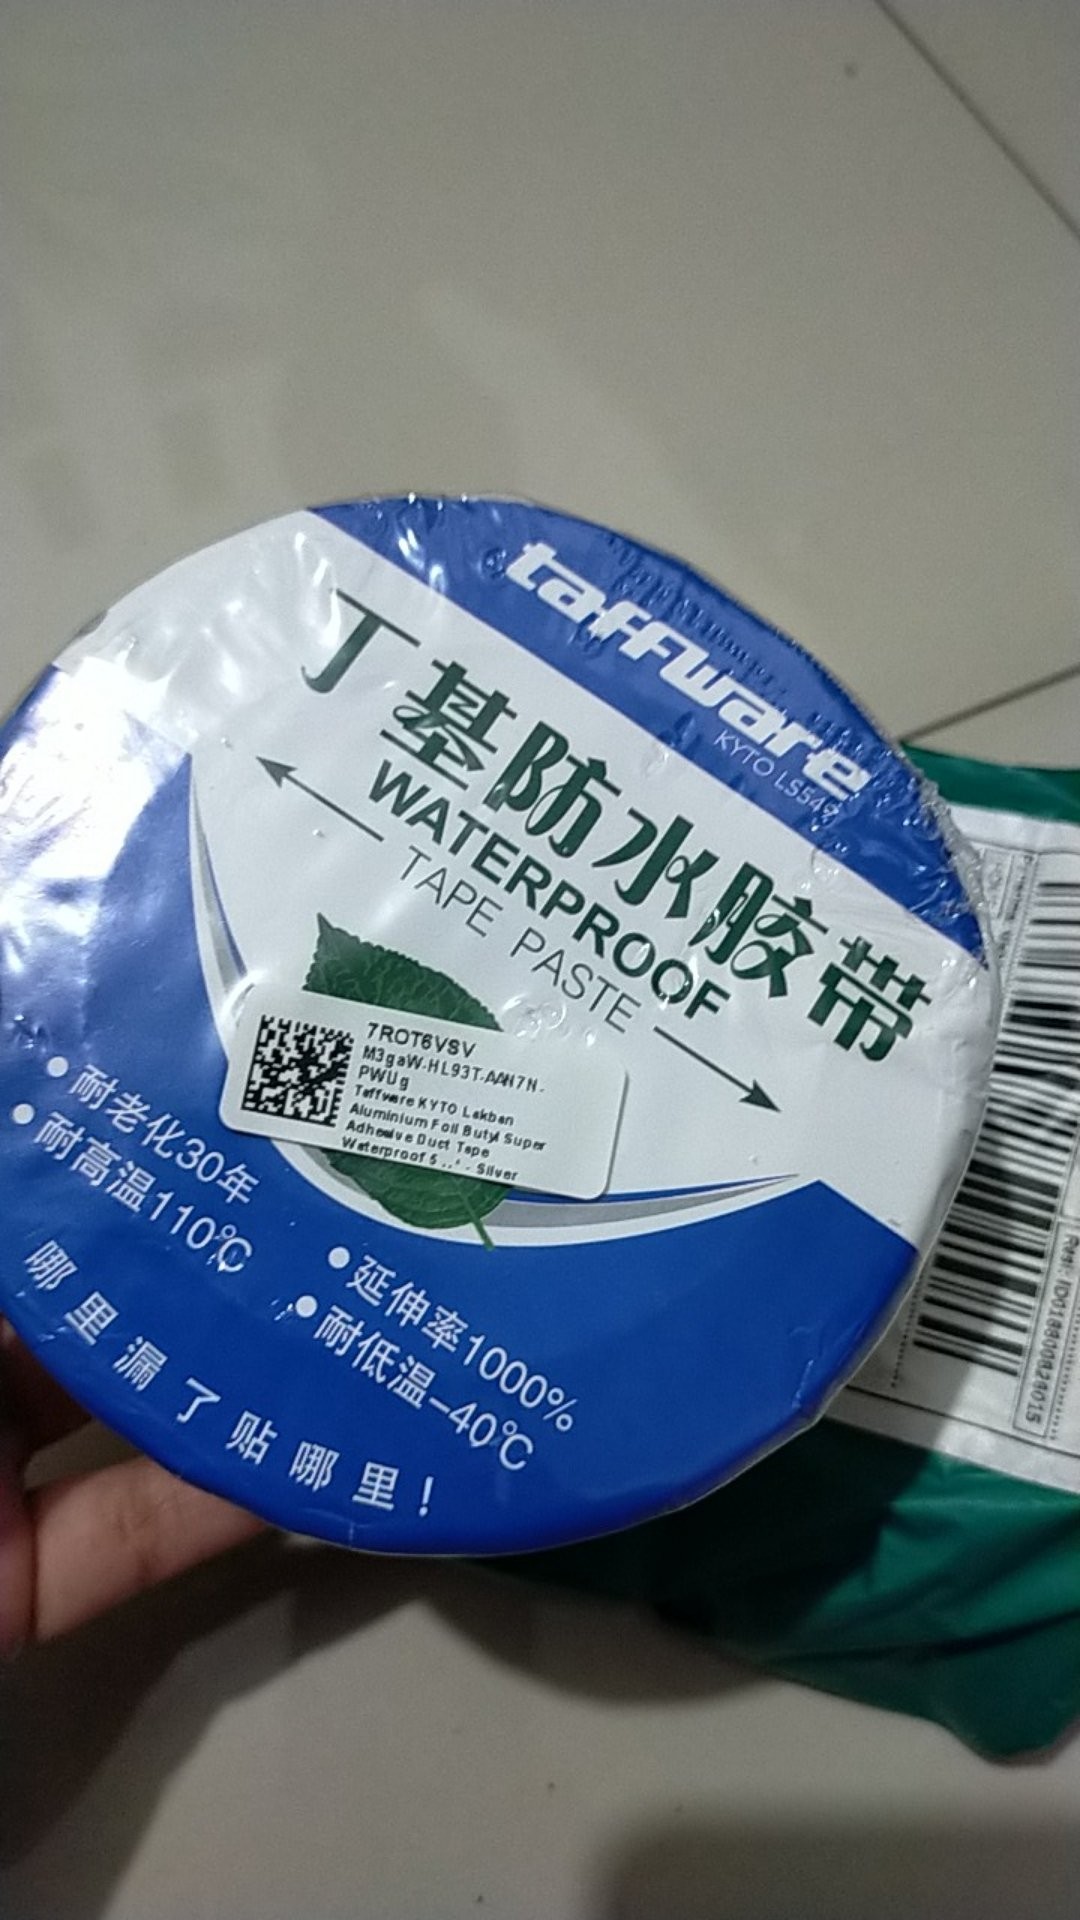 taffware
KYTO LS549
丁基防水胶带
WATERPROOF
TAPE PASTE
7ROT6VSV
M3gaW-HL93T-AAN7N-
PWUg
Taffware KYTO Lakban
Aluminium Foil Butyl Super
Adhesive Duct Tape
Waterproof 5 - Silver
耐老化30年
耐高温110℃
延伸率1000%
耐低温-40℃
哪里漏了贴哪里!